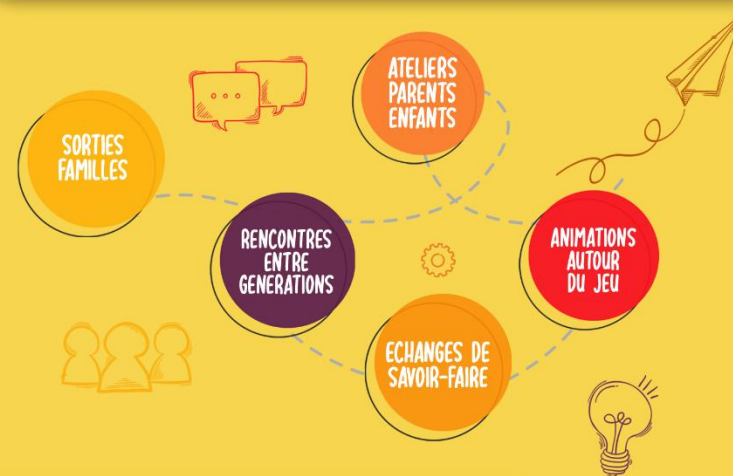 ATELIERS
PARENTS
ENFANTS
SORTIES
FAMILLES
RENCONTRES
ENTRE
GENERATIONS
ANIMATIONS
AUTOUR
DU JEU
ECHANGES DE
SAVOIR-FAIRE